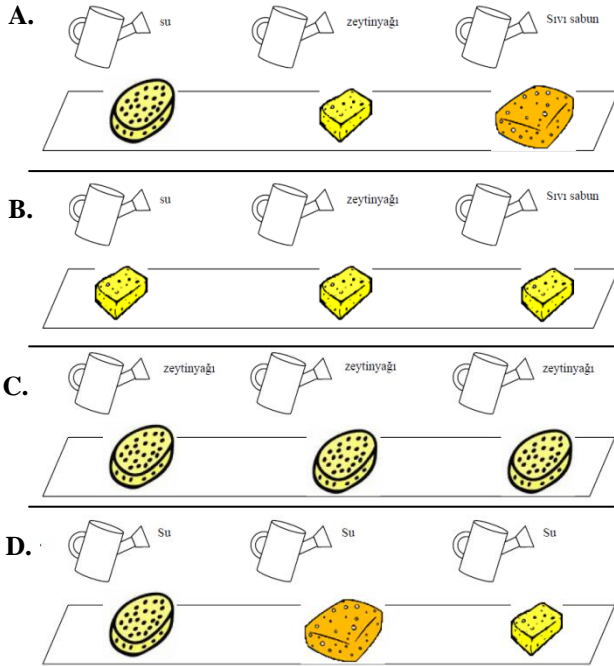 A.
su
zeytinyağı
Sıvı sabun
B.
su
zeytinyağı
Sıvı sabun
C.
zeytinyağı
zeytinyağı
zeytinyağı
D.
Su
Su
Su